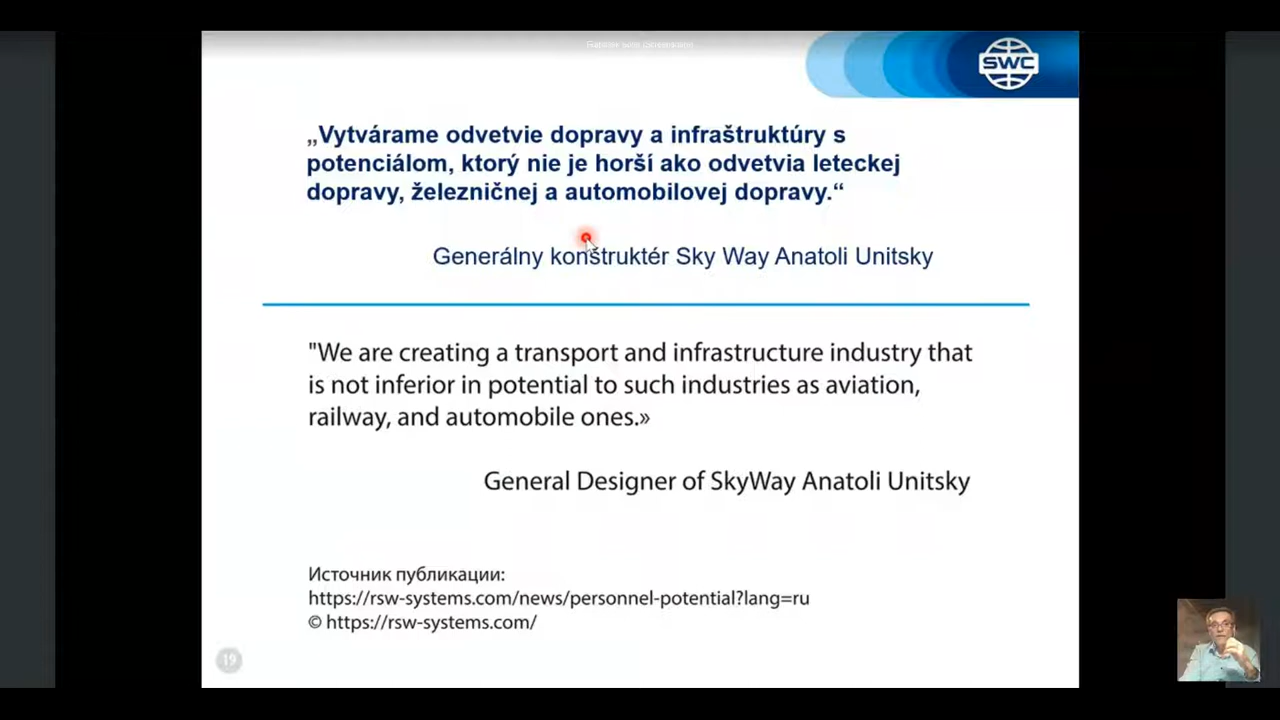 SWC
„Vytvárame odvetvie dopravy a infraštruktúry s
potenciálom, ktorý nie je horší ako odvetvia leteckej
dopravy, železničnej a automobilovej dopravy.“
Generálny konštruktér Sky Way Anatoli Unitsky
"We are creating a transport and infrastructure industry that
is not inferior in potential to such industries as aviation,
railway, and automobile ones.»
General Designer of SkyWay Anatoli Unitsky
Источник публикации:
https://rsw-systems.com/news/personnel-potential?lang=ru
© https://rsw-systems.com/
19